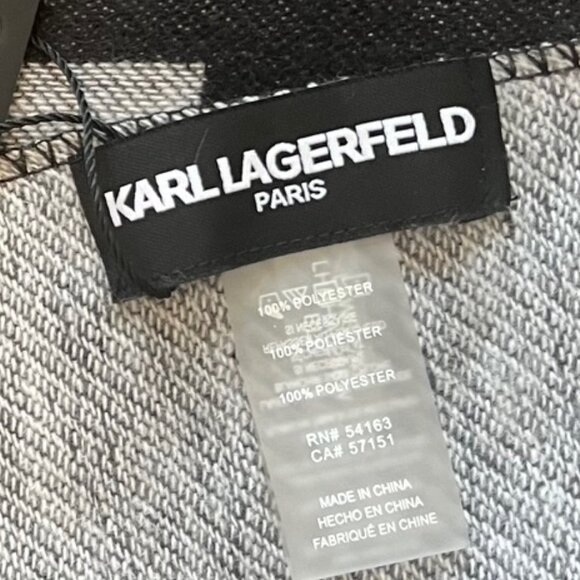 KARL LAGERFELD
PARIS
100% POLYESTER
100% POLIESTER
100% POLYESTER
RN# 54163
CA# 57151
MADE IN CHINA
HECHO EN CHINA
FABRIQUÉ EN CHINE